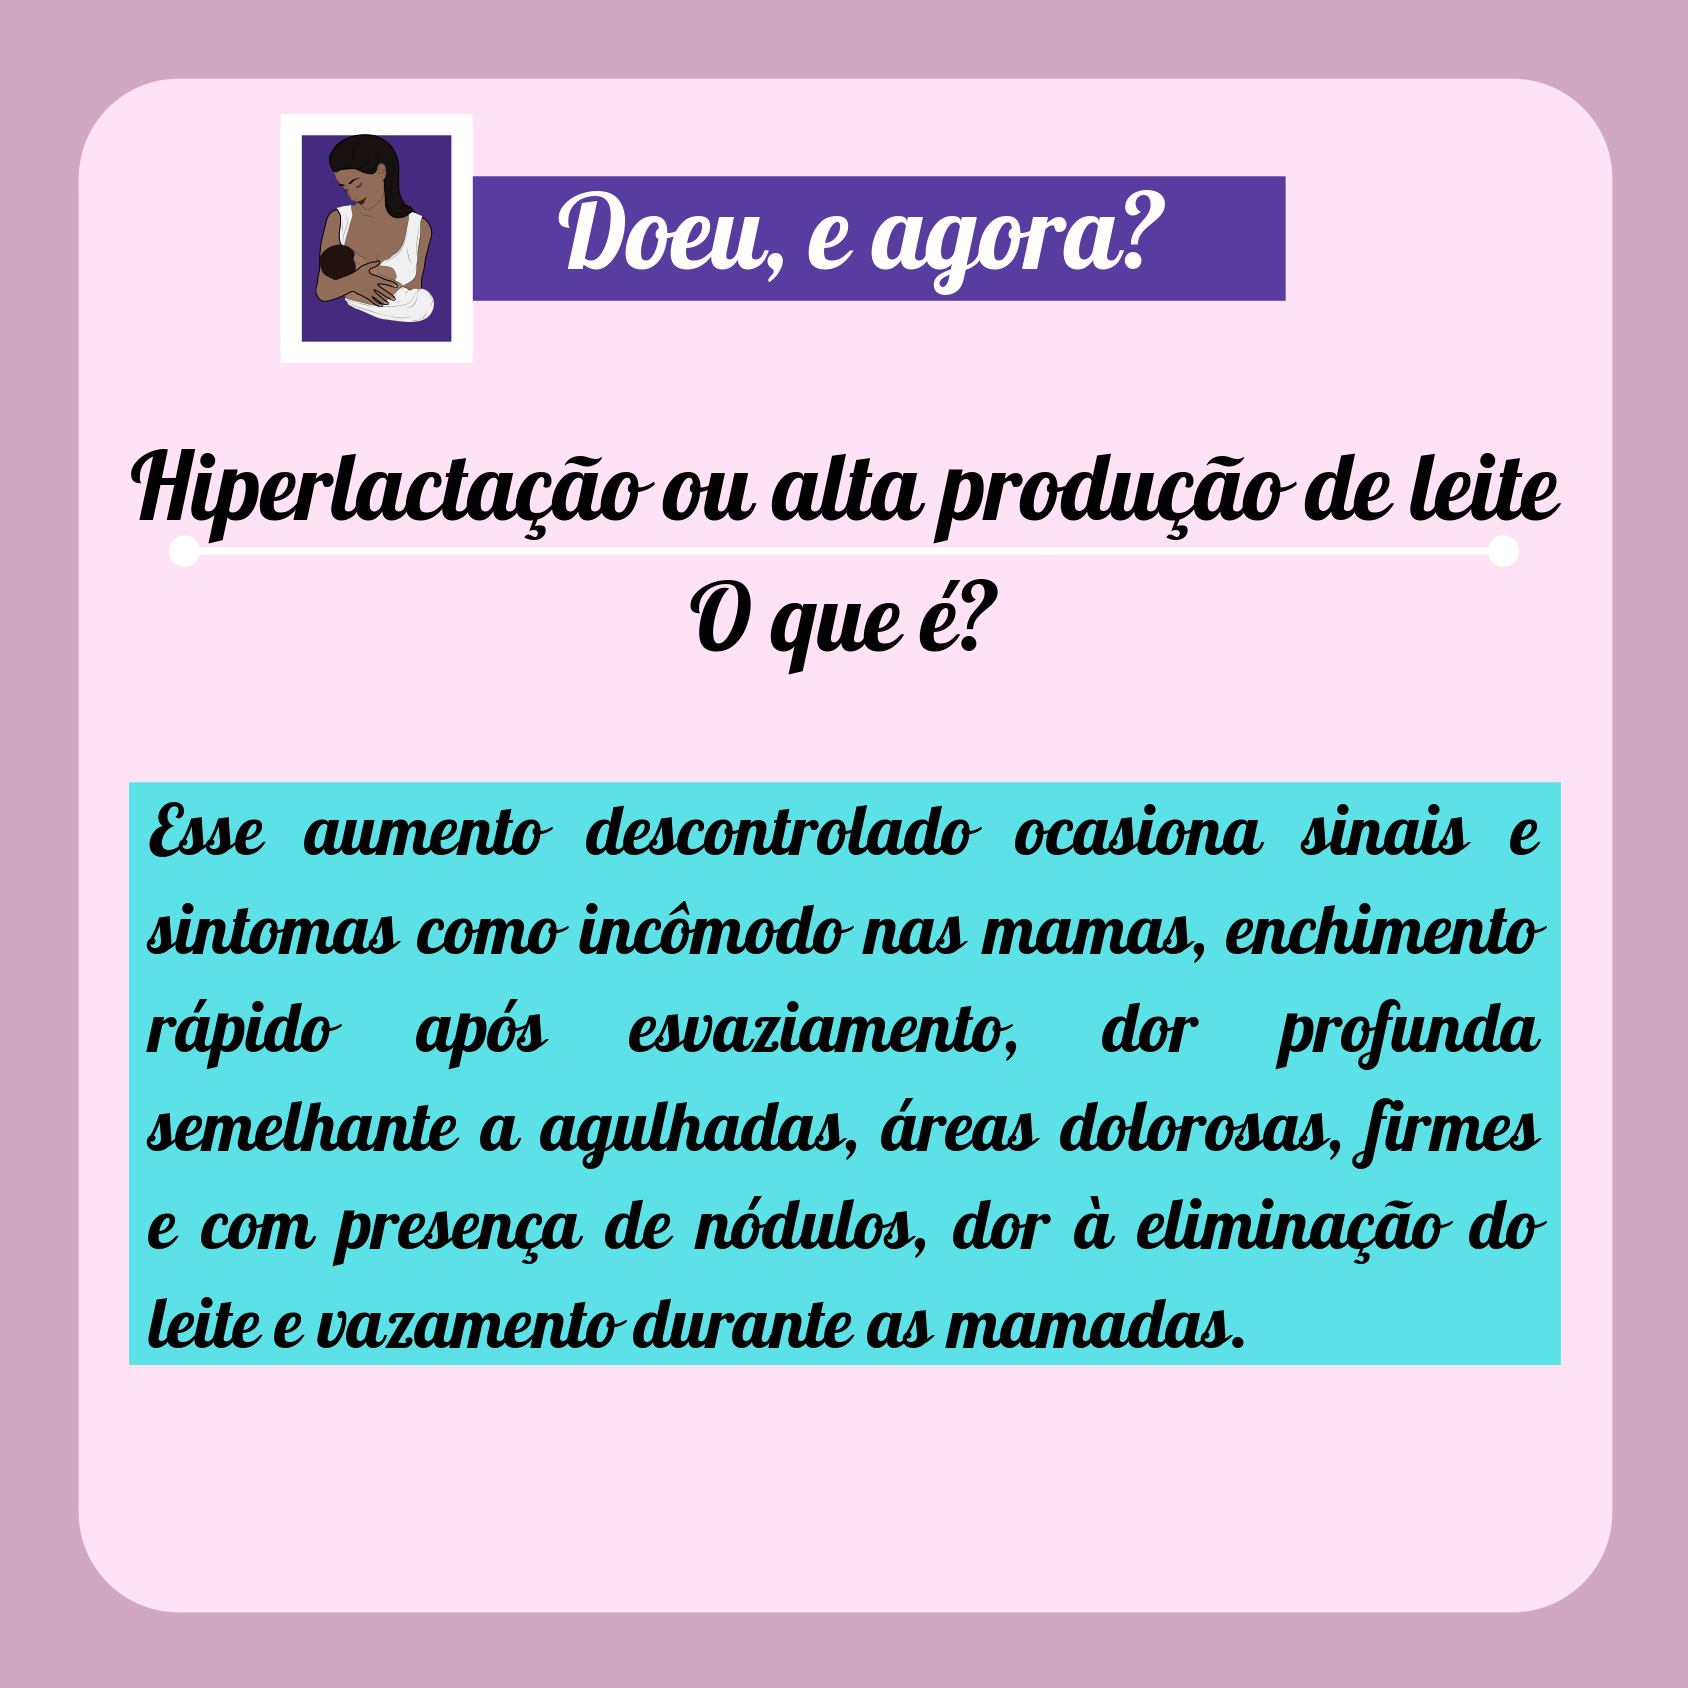 Doeu, e agora?
Hiperlactação ou alta produção de leite
O que é?
Esse aumento descontrolado ocasiona sinais e
sintomas como incômodo nas mamas, enchimento
rápido após esvaziamento, dor profunda
semelhante a agulhadas, áreas dolorosas, firmes
e com presença de nódulos, dor à eliminação do
leite e vazamento durante as mamadas.